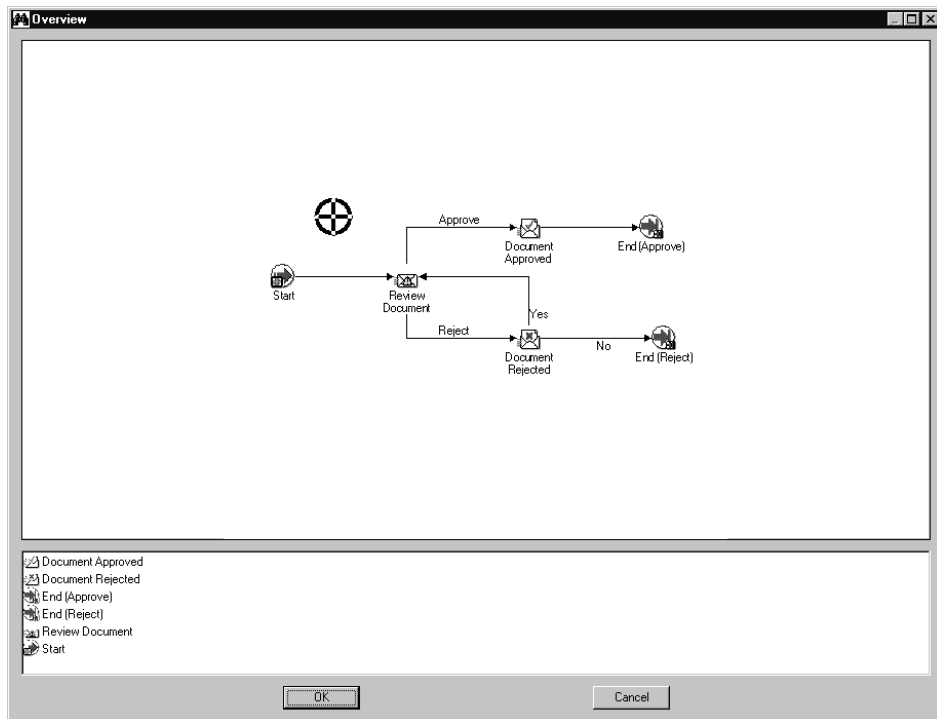 Overview
Approve
Document
Approved
End (Approve)
Start
Review
Document
Yes
Reject
Document
Rejected
No
End (Reject)
Document Approved
Document Rejected
End (Approve)
End (Reject)
Review Document
Start
OK
Cancel